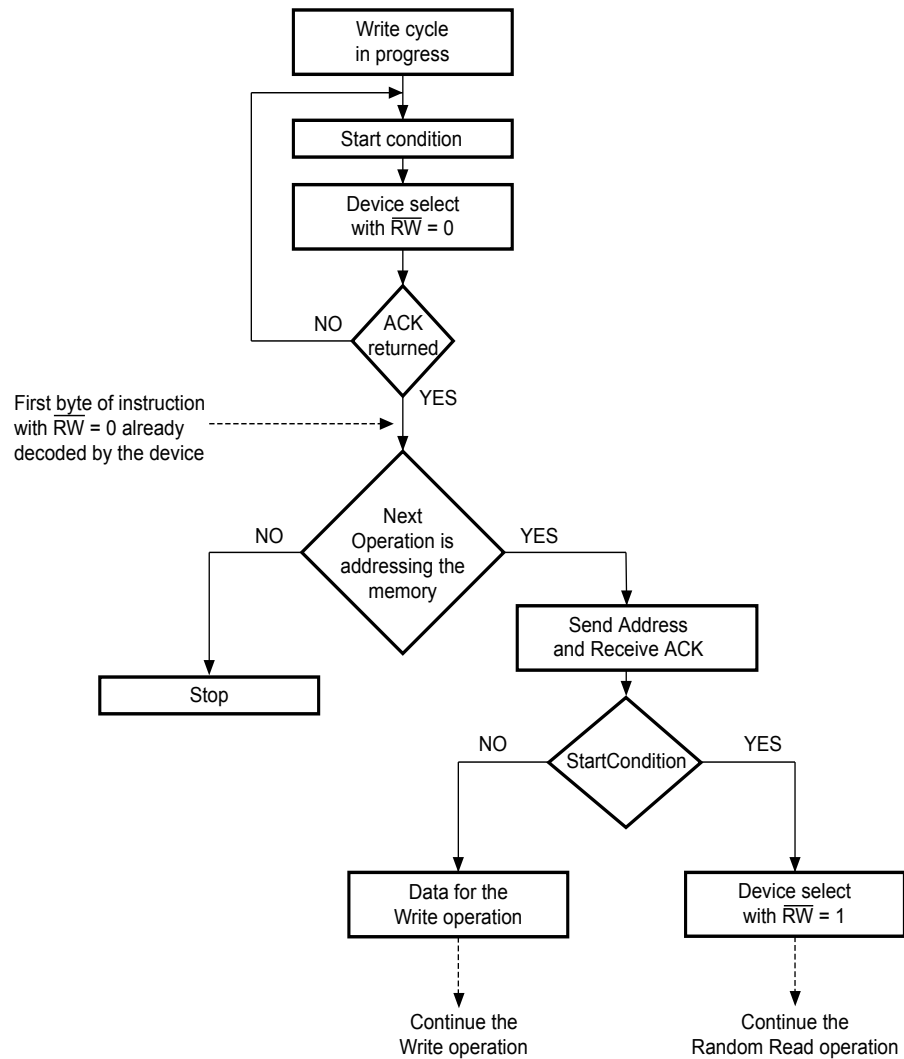 Write cycle
in progress
Start condition
Device select
with R̅W̅ = 0
NO
ACK
returned
YES
First byte of instruction
with R̅W̅ = 0 already
decoded by the device
NO
Next
Operation is
addressing the
memory
YES
Send Address
and Receive ACK
Stop
NO
StartCondition
YES
Data for the
Write operation
Device select
with R̅W̅ = 1
Continue the
Write operation
Continue the
Random Read operation